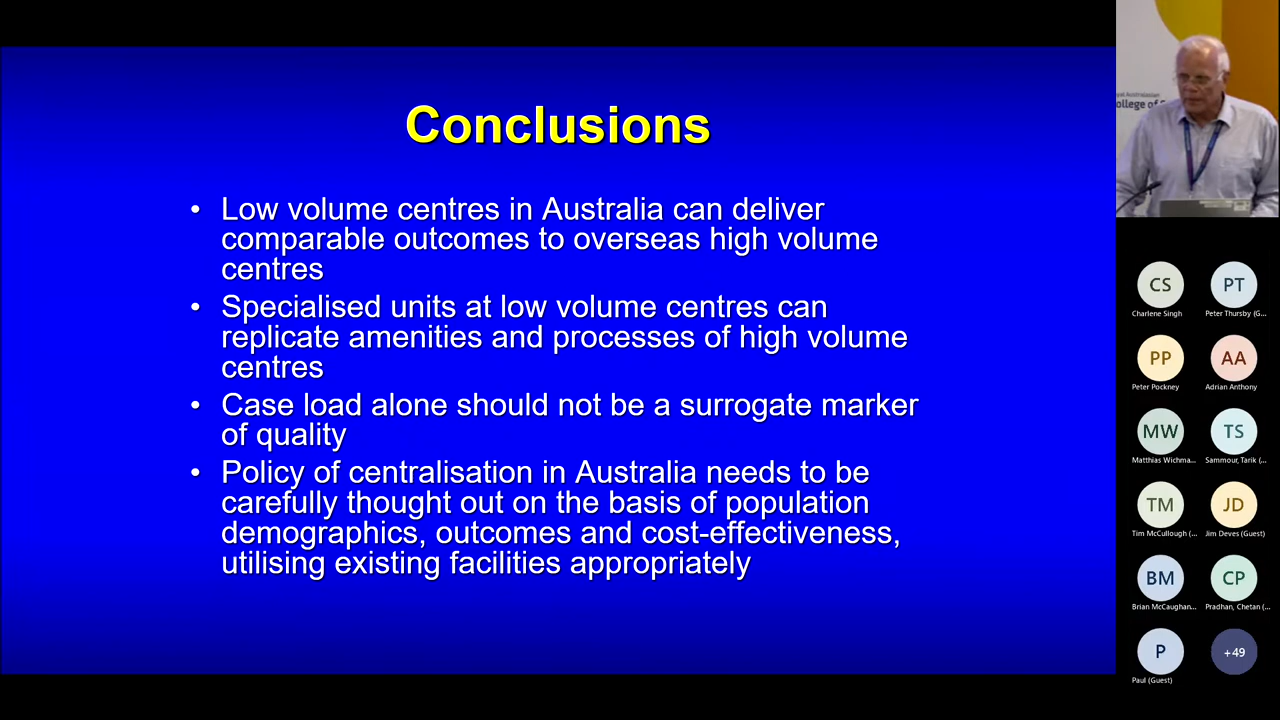 Conclusions
• Low volume centres in Australia can deliver
comparable outcomes to overseas high volume
centres
• Specialised units at low volume centres can
replicate amenities and processes of high volume
centres
• Case load alone should not be a surrogate marker
of quality
• Policy of centralisation in Australia needs to be
carefully thought out on the basis of population
demographics, outcomes and cost-effectiveness,
utilising existing facilities appropriately
CS
Charlene Singh
PT
Peter Thursby (G...
PP
Peter Pockney
AA
Adrian Anthony
MW
Matthias Wichma...
TS
Sammour, Tarik (...
TM
Tim McCullough (...
JD
Jim Deves (Guest)
BM
Brian McCaughan...
CP
Pradhan, Chetan (...
P
Paul (Guest)
+49